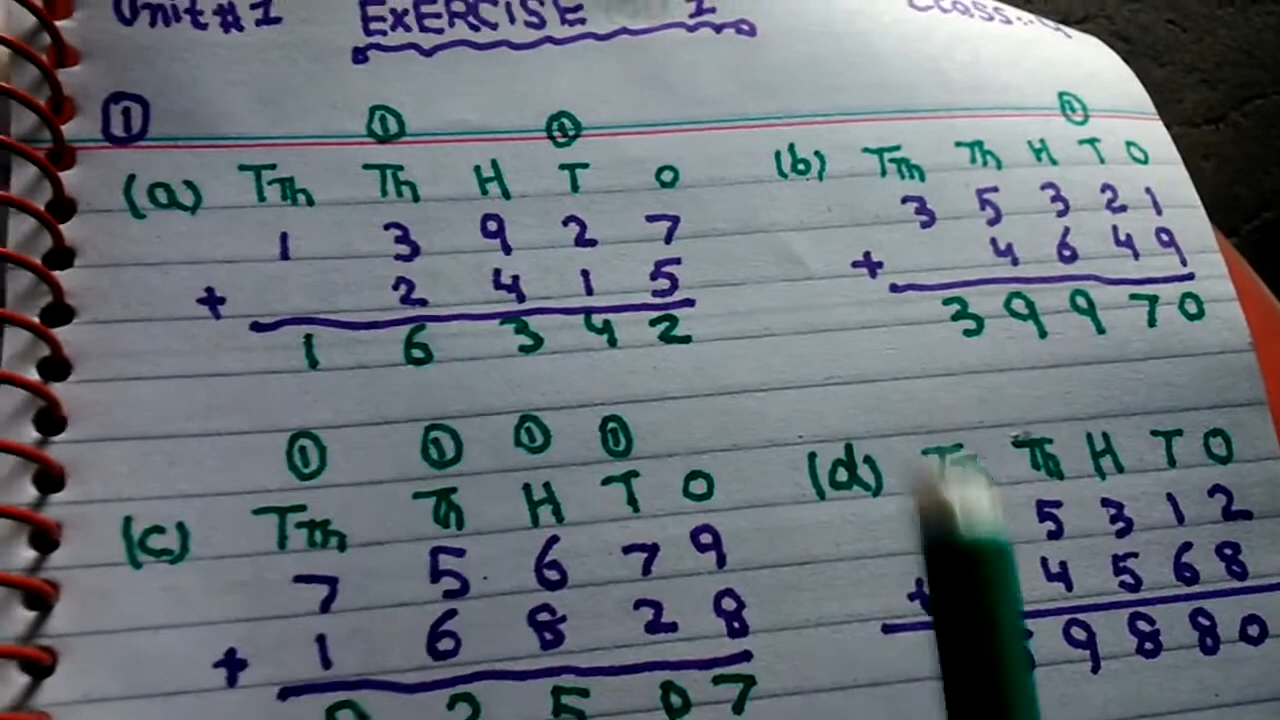 Unit #1 EXERCISE 1 Class:-4
①
① ①
(a) TTh Th H T O
1 3 9 2 7
+ 2 4 1 5
1 6 3 4 2
①
(b) TTh Th H T O
3 5 3 2 1
+ 4 6 4 9
3 9 9 7 0
① ① ① ①
(c) TTh Th H T O
7 5 6 7 9
+ 1 6 8 2 8
2 5 0 7
(d) Th H T O
5 3 1 2
+ 4 5 6 8
9 8 8 0